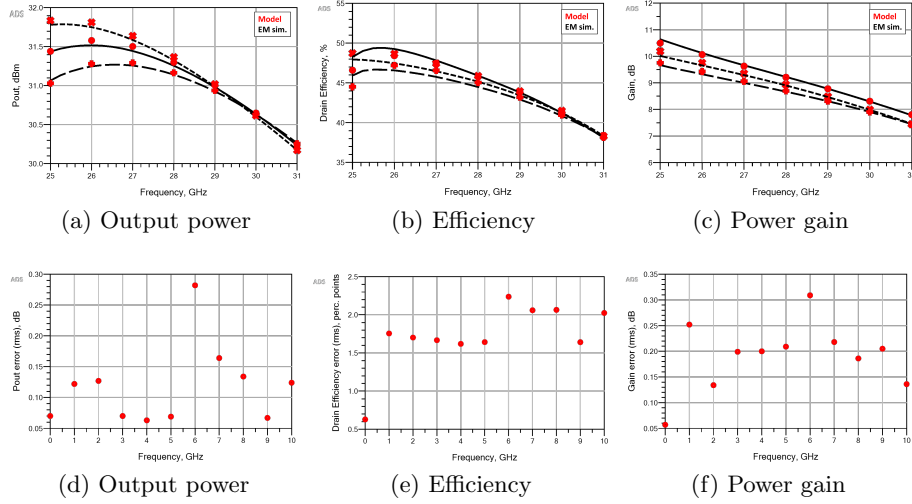 ADS
32.0
31.5
31.0
30.5
30.0
Pout, dBm
Model
EM sim.
25 26 27 28 29 30 31
Frequency, GHz
(a) Output power
ADS
55
50
45
40
35
Drain Efficiency, %
Model
EM sim.
25 26 27 28 29 30 31
Frequency, GHz
(b) Efficiency
ADS
12
11
10
9
8
7
6
Gain, dB
Model
EM sim.
25 26 27 28 29 30 31
Frequency, GHz
(c) Power gain
ADS
0.30
0.25
0.20
0.15
0.10
0.05
Pout error (rms), dB
0 1 2 3 4 5 6 7 8 9 10
Frequency, GHz
(d) Output power
ADS
2.5
2.0
1.5
1.0
0.5
Drain Efficiency error (rms), perc. points
0 1 2 3 4 5 6 7 8 9 10
Frequency, GHz
(e) Efficiency
ADS
0.35
0.30
0.25
0.20
0.15
0.10
0.05
Gain error (rms), dB
0 1 2 3 4 5 6 7 8 9 10
Frequency, GHz
(f) Power gain